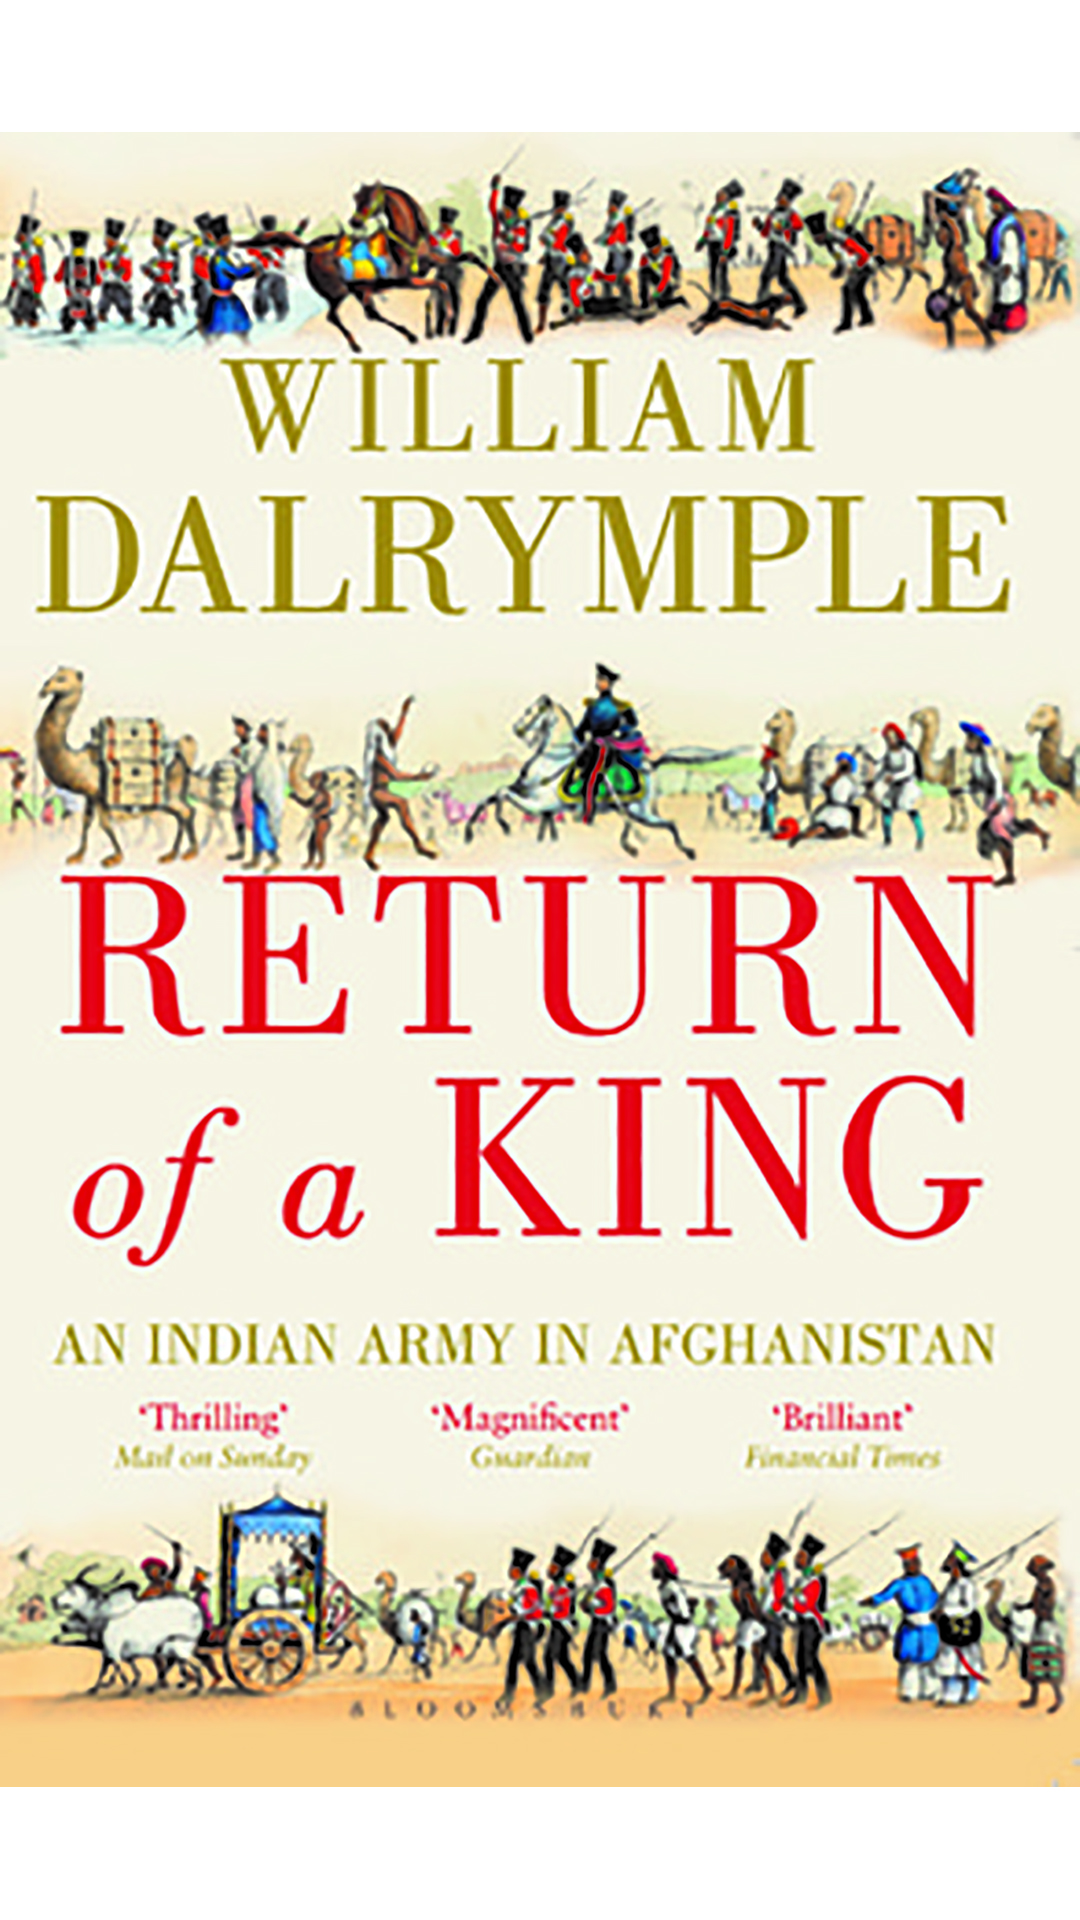 WILLIAM
DALRYMPLE
RETURN
of a KING
AN INDIAN ARMY IN AFGHANISTAN
‘Thrilling’ ‘Magnificent’ ‘Brilliant’
Mail on Sunday Guardian Financial Times
BLOOMSBURY